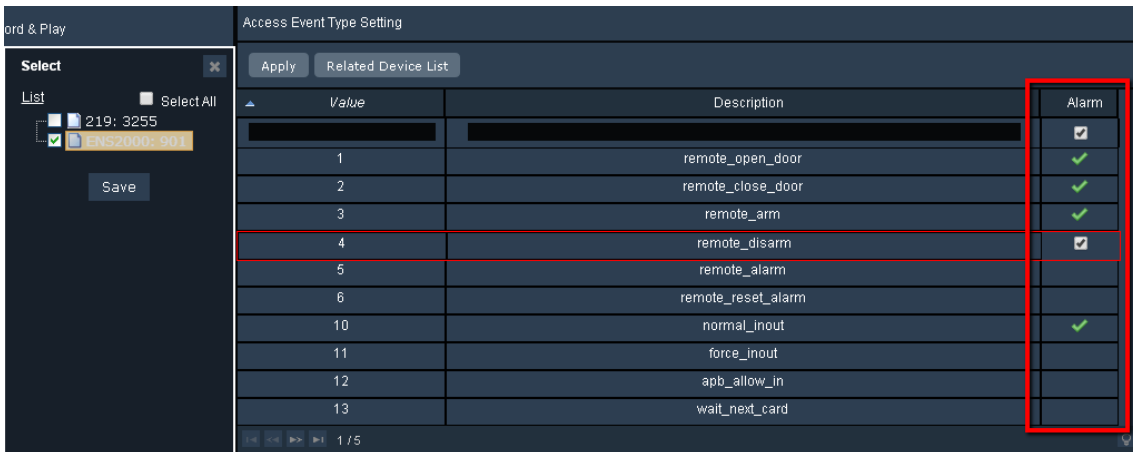 ord & Play
Access Event Type Setting
Select
Apply
Related Device List
List
Select All
219: 3255
ENS2000: 901
Save
Value
Description
Alarm
1
remote_open_door
2
remote_close_door
3
remote_arm
4
remote_disarm
5
remote_alarm
6
remote_reset_alarm
10
normal_inout
11
force_inout
12
apb_allow_in
13
wait_next_card
1 / 5